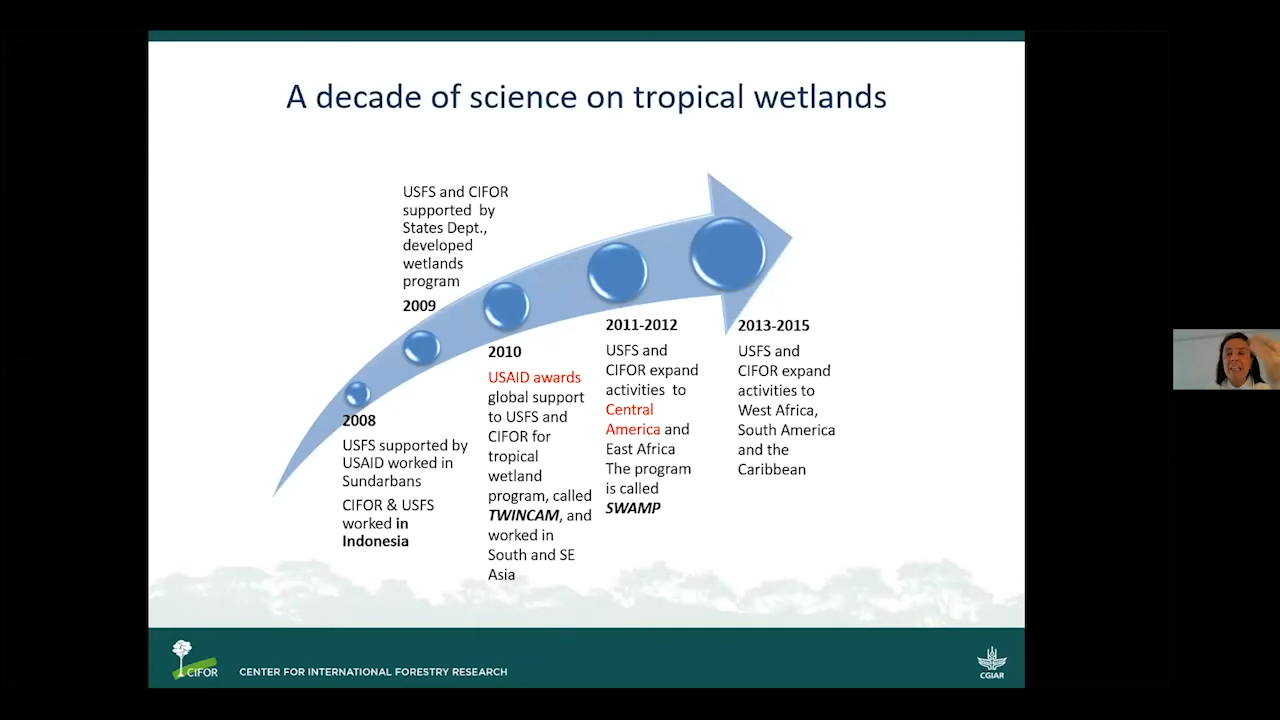 A decade of science on tropical wetlands
USFS and CIFOR
supported by
States Dept.,
developed
wetlands
program
2009
2008
USFS supported by
USAID worked in
Sundarbans
CIFOR & USFS
worked in
Indonesia
2010
USAID awards
global support
to USFS and
CIFOR for
tropical
wetland
program, called
TWINCAM, and
worked in
South and SE
Asia
2011-2012
USFS and
CIFOR expand
activities to
Central
America and
East Africa
The program
is called
SWAMP
2013-2015
USFS and
CIFOR expand
activities to
West Africa,
South America
and the
Caribbean
CIFOR
CENTER FOR INTERNATIONAL FORESTRY RESEARCH
CGIAR